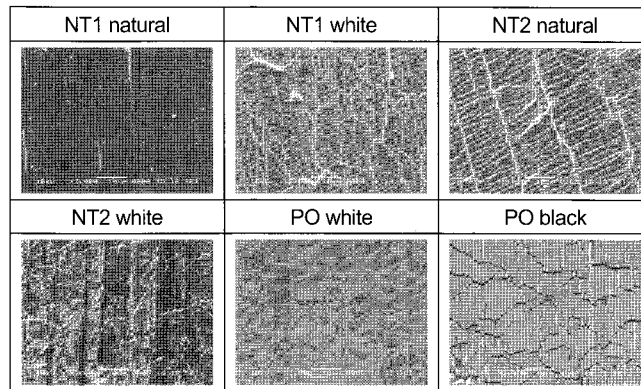 NT1 natural
NT1 white
NT2 natural
NT2 white
PO white
PO black